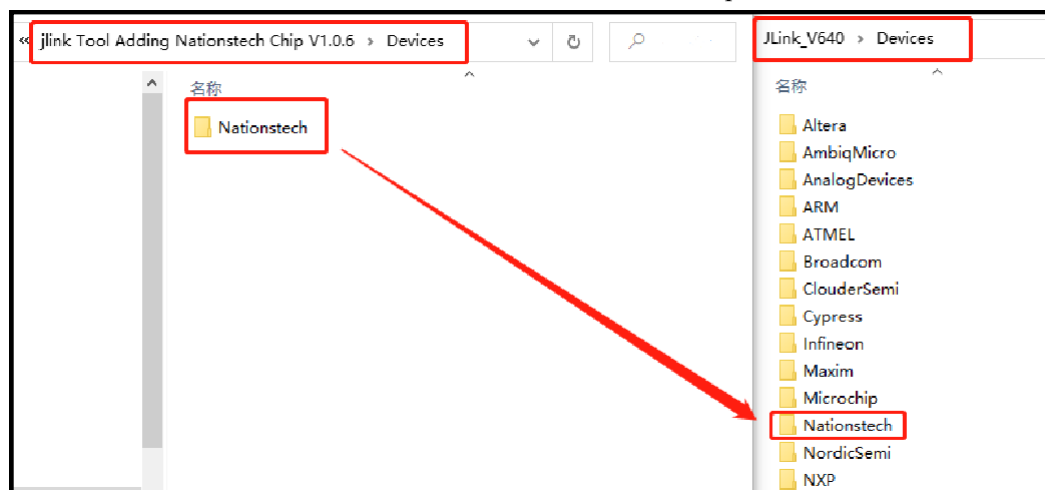 « jlink Tool Adding Nationstech Chip V1.0.6 › Devices
名称
Nationstech
JLink_V640 › Devices
名称
Altera
AmbiqMicro
AnalogDevices
ARM
ATMEL
Broadcom
ClouderSemi
Cypress
Infineon
Maxim
Microchip
Nationstech
NordicSemi
NXP